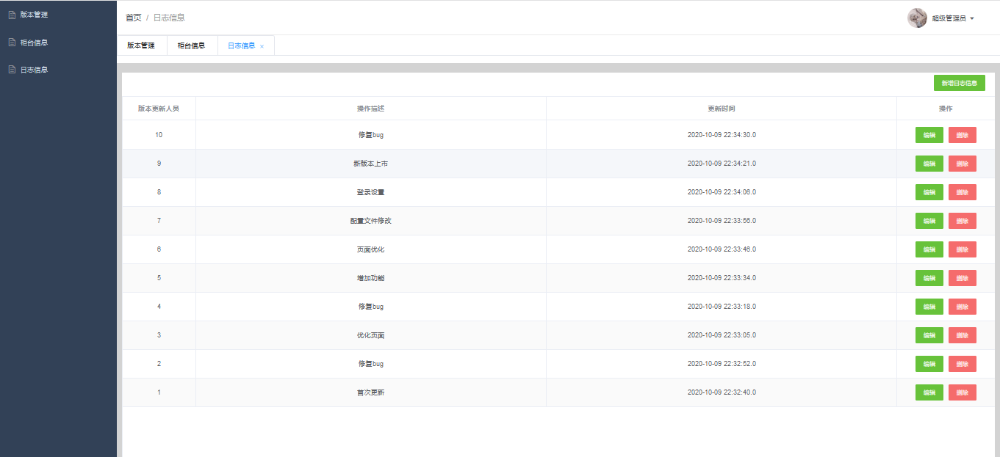 版本管理
柜台信息
日志信息
首页 / 日志信息
超级管理员
版本管理 柜台信息 日志信息 ×
新增日志信息
版本更新人员 操作描述 更新时间 操作
10 修复bug 2020-10-09 22:34:30.0 编辑 删除
9 新版本上市 2020-10-09 22:34:21.0 编辑 删除
8 登录设置 2020-10-09 22:34:06.0 编辑 删除
7 配置文件修改 2020-10-09 22:33:56.0 编辑 删除
6 页面优化 2020-10-09 22:33:46.0 编辑 删除
5 增加功能 2020-10-09 22:33:34.0 编辑 删除
4 修复bug 2020-10-09 22:33:18.0 编辑 删除
3 优化页面 2020-10-09 22:33:05.0 编辑 删除
2 修复bug 2020-10-09 22:32:52.0 编辑 删除
1 首次更新 2020-10-09 22:32:40.0 编辑 删除